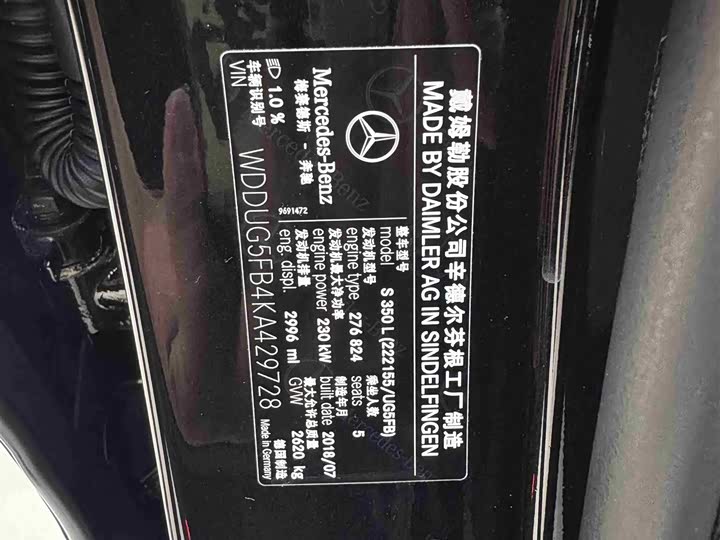 戴姆勒股份公司辛德尔芬根工厂制造
MADE BY DAIMLER AG IN SINDELFINGEN
Mercedes-Benz
梅赛德斯 - 奔驰
9691472
整车型号
model S 350 L (222155/UG5FB)
发动机型号 乘坐人数
engine type 276 824 seats 5
发动机最大净功率 制造年月
engine power 230 kW built date 2018/07
发动机排量 最大允许总质量
eng. displ. 2996 ml GVW 2620 kg
1.0 %
车辆识别号
VIN WDDUG5FB4KA429728
德国制造
Made in Germany